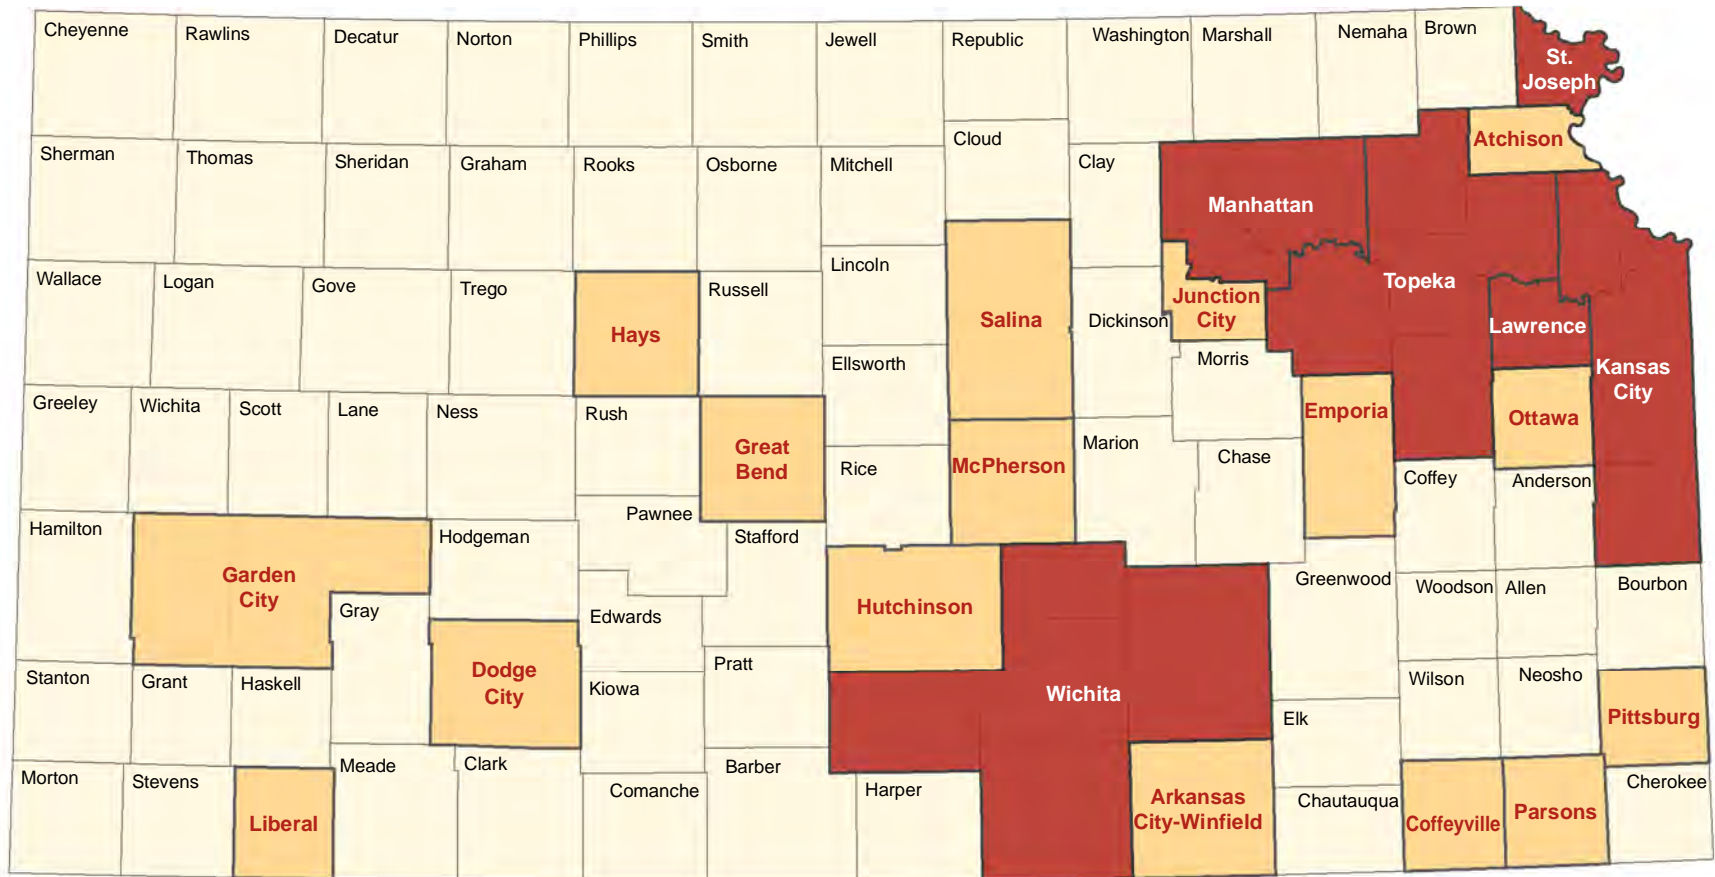 Cheyenne
Rawlins
Decatur
Norton
Phillips
Smith
Jewell
Republic
Washington
Marshall
Nemaha
Brown
St.
Joseph
Sherman
Thomas
Sheridan
Graham
Rooks
Osborne
Mitchell
Cloud
Clay
Manhattan
Atchison
Wallace
Logan
Gove
Trego
Hays
Russell
Lincoln
Salina
Dickinson
Junction
City
Topeka
Lawrence
Kansas
City
Greeley
Wichita
Scott
Lane
Ness
Rush
Great
Bend
Ellsworth
Rice
McPherson
Marion
Morris
Chase
Emporia
Ottawa
Coffey
Anderson
Hamilton
Garden
City
Hodgeman
Pawnee
Stafford
Gray
Edwards
Hutchinson
Greenwood
Woodson
Allen
Bourbon
Stanton
Grant
Haskell
Dodge
City
Kiowa
Pratt
Wichita
Elk
Wilson
Neosho
Pittsburg
Morton
Stevens
Liberal
Meade
Clark
Comanche
Barber
Harper
Arkansas
City-Winfield
Chautauqua
Coffeyville
Parsons
Cherokee